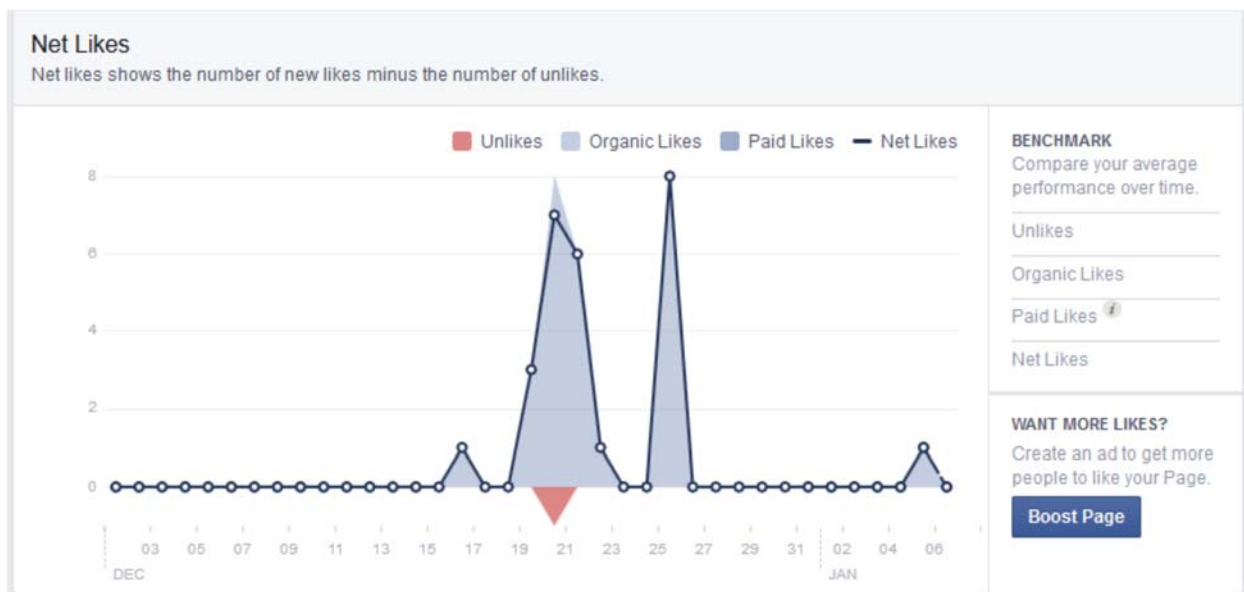 Net Likes
Net likes shows the number of new likes minus the number of unlikes.
Unlikes Organic Likes Paid Likes Net Likes
8
6
4
2
0
03 05 07 09 11 13 15 17 19 21 23 25 27 29 31 02 04 06
DEC JAN
BENCHMARK
Compare your average
performance over time.
Unlikes
Organic Likes
Paid Likes i
Net Likes
WANT MORE LIKES?
Create an ad to get more
people to like your Page.
Boost Page